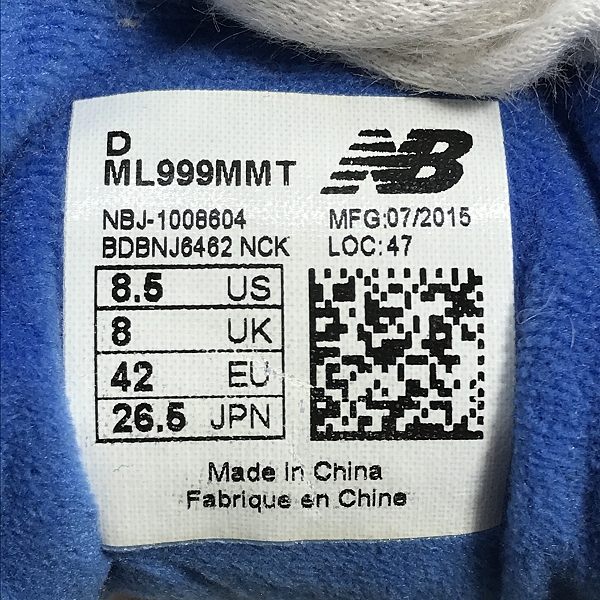 D
ML999MMT
NB
NBJ-1008604
BDBNJ6462 NCK
MFG:07/2015
LOC:47
8.5 US
8 UK
42 EU
26.5 JPN
Made in China
Fabrique en Chine